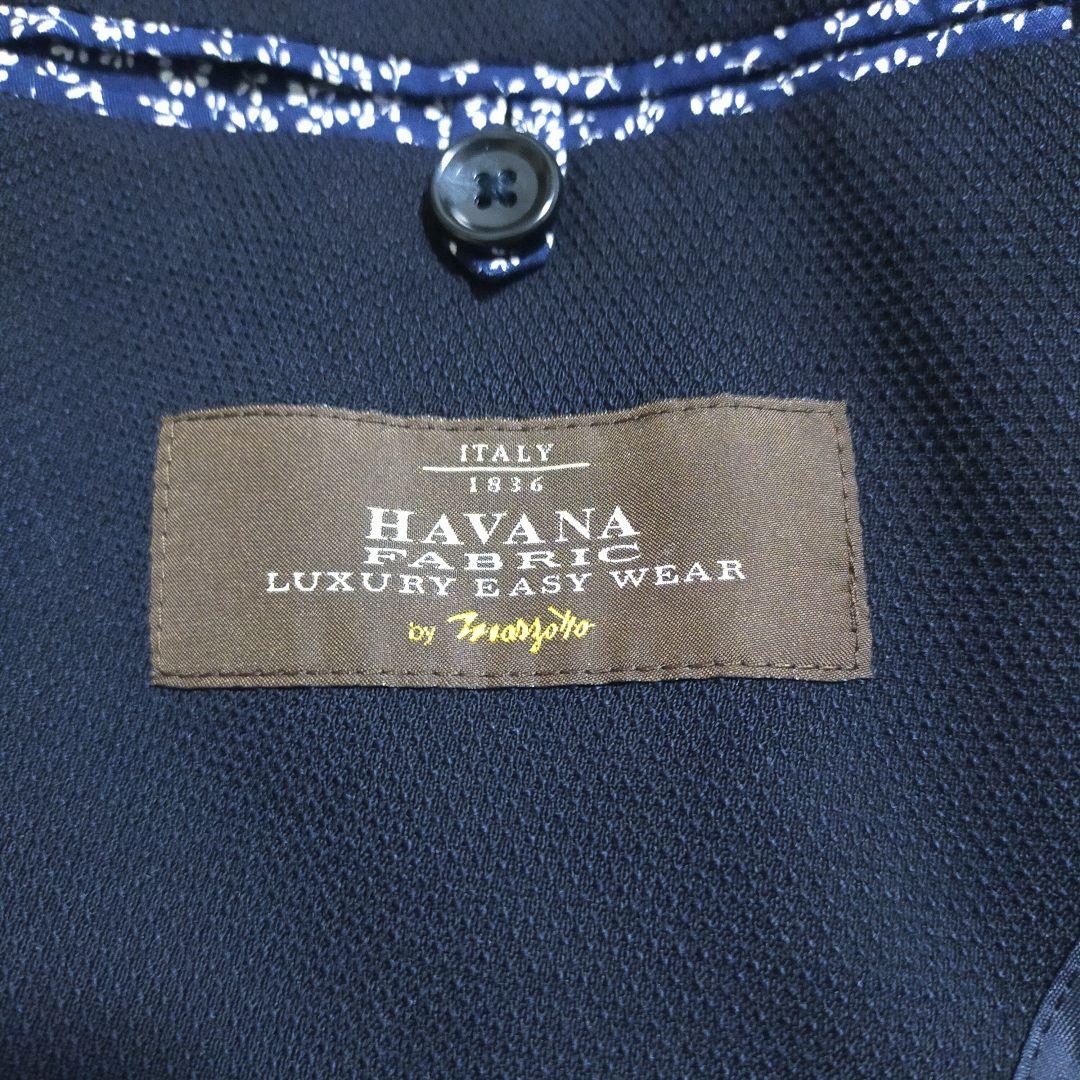 ITALY
1836
HAVANA
FABRIC
LUXURY EASY WEAR
by Marzotto